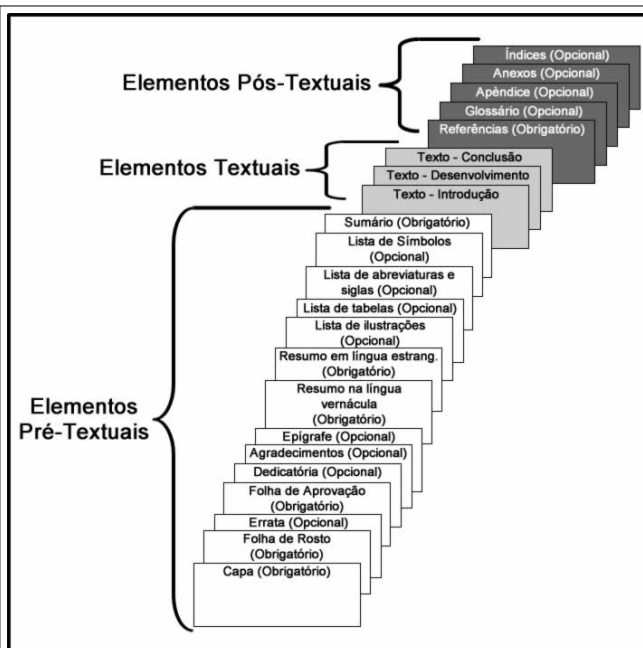 Índices (Opcional)
Anexos (Opcional)
Apêndice (Opcional)
Glossário (Opcional)
Referências (Obrigatório)
Elementos Pós-Textuais
Texto - Conclusão
Texto - Desenvolvimento
Texto - Introdução
Elementos Textuais
Sumário (Obrigatório)
Lista de Símbolos
(Opcional)
Lista de abreviaturas e
siglas (Opcional)
Lista de tabelas (Opcional)
Lista de ilustrações
(Opcional)
Resumo em língua estrang.
(Obrigatório)
Resumo na língua
vernácula
(Obrigatório)
Epígrafe (Opcional)
Agradecimentos (Opcional)
Dedicatória (Opcional)
Folha de Aprovação
(Obrigatório)
Errata (Opcional)
Folha de Rosto
(Obrigatório)
Capa (Obrigatório)
Elementos
Pré-Textuais